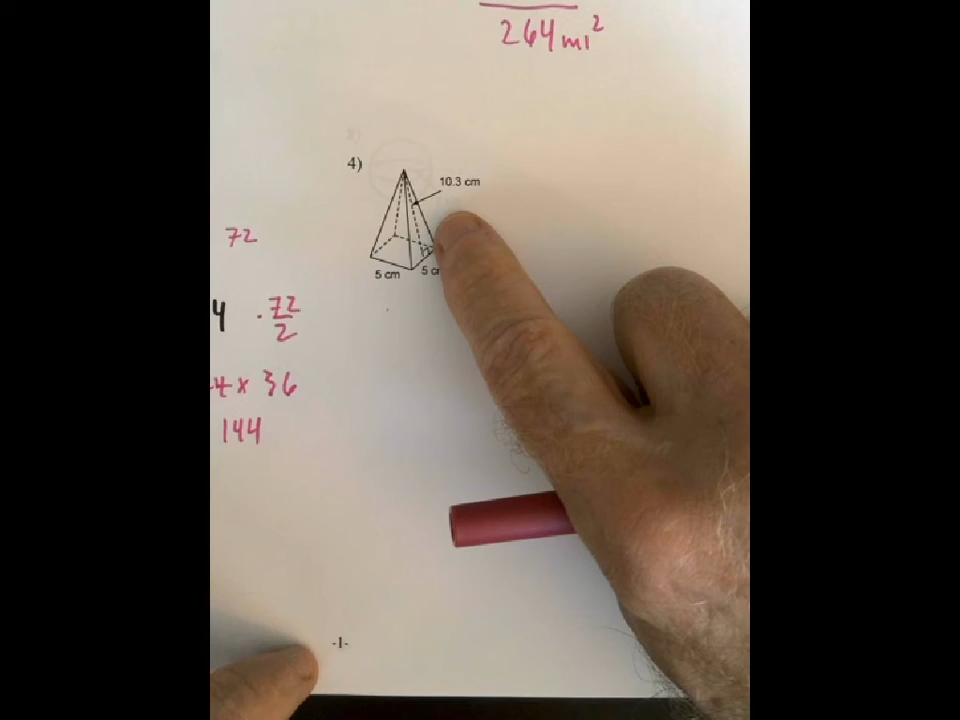 264 mi²
4)
10.3 cm
5 cm
72
4 · 72/2
4 x 36
144
-1-